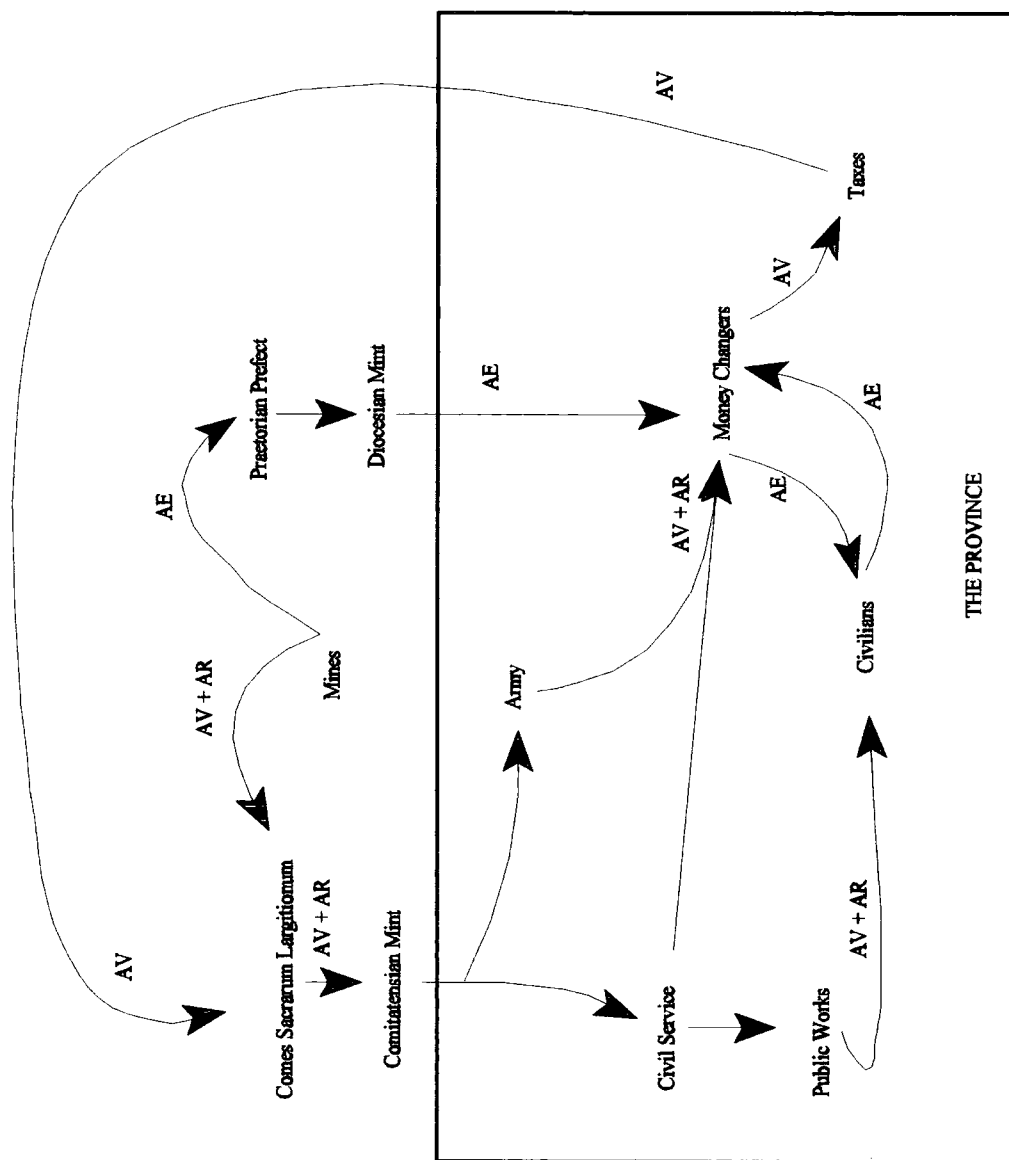 AV
AE
AV + AR
Mines
Comes Sacrarum Largitionum
Praetorian Prefect
AV + AR
Comitatensian Mint
Diocesian Mint
AE
Army
AV
Civil Service
AV + AR
Money Changers
AE
AV
Public Works
AV + AR
Civilians
AE
Taxes
THE PROVINCE